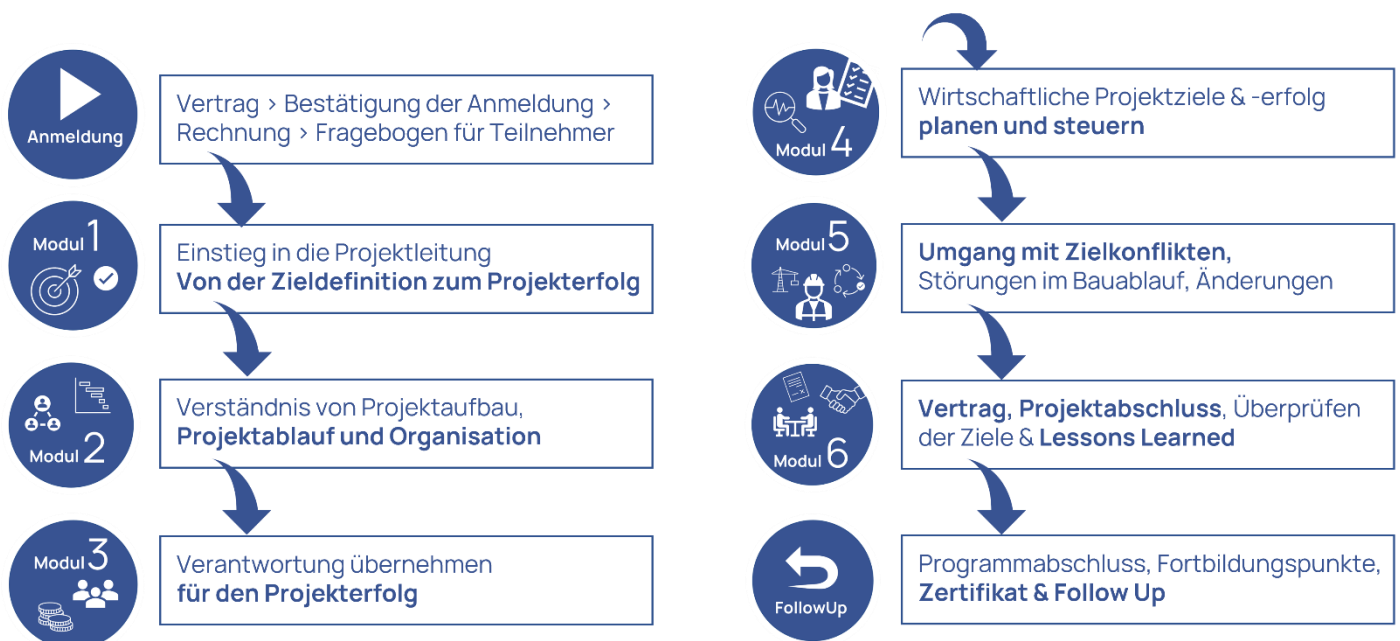 Anmeldung
Vertrag > Bestätigung der Anmeldung >
Rechnung > Fragebogen für Teilnehmer
Modul 1
Einstieg in die Projektleitung
Von der Zieldefinition zum Projekterfolg
Modul 2
Verständnis von Projektaufbau,
Projektablauf und Organisation
Modul 3
Verantwortung übernehmen
für den Projekterfolg
Modul 4
Wirtschaftliche Projektziele & -erfolg
planen und steuern
Modul 5
Umgang mit Zielkonflikten,
Störungen im Bauablauf, Änderungen
Modul 6
Vertrag, Projektabschluss, Überprüfen
der Ziele & Lessons Learned
FollowUp
Programmabschluss, Fortbildungspunkte,
Zertifikat & Follow Up